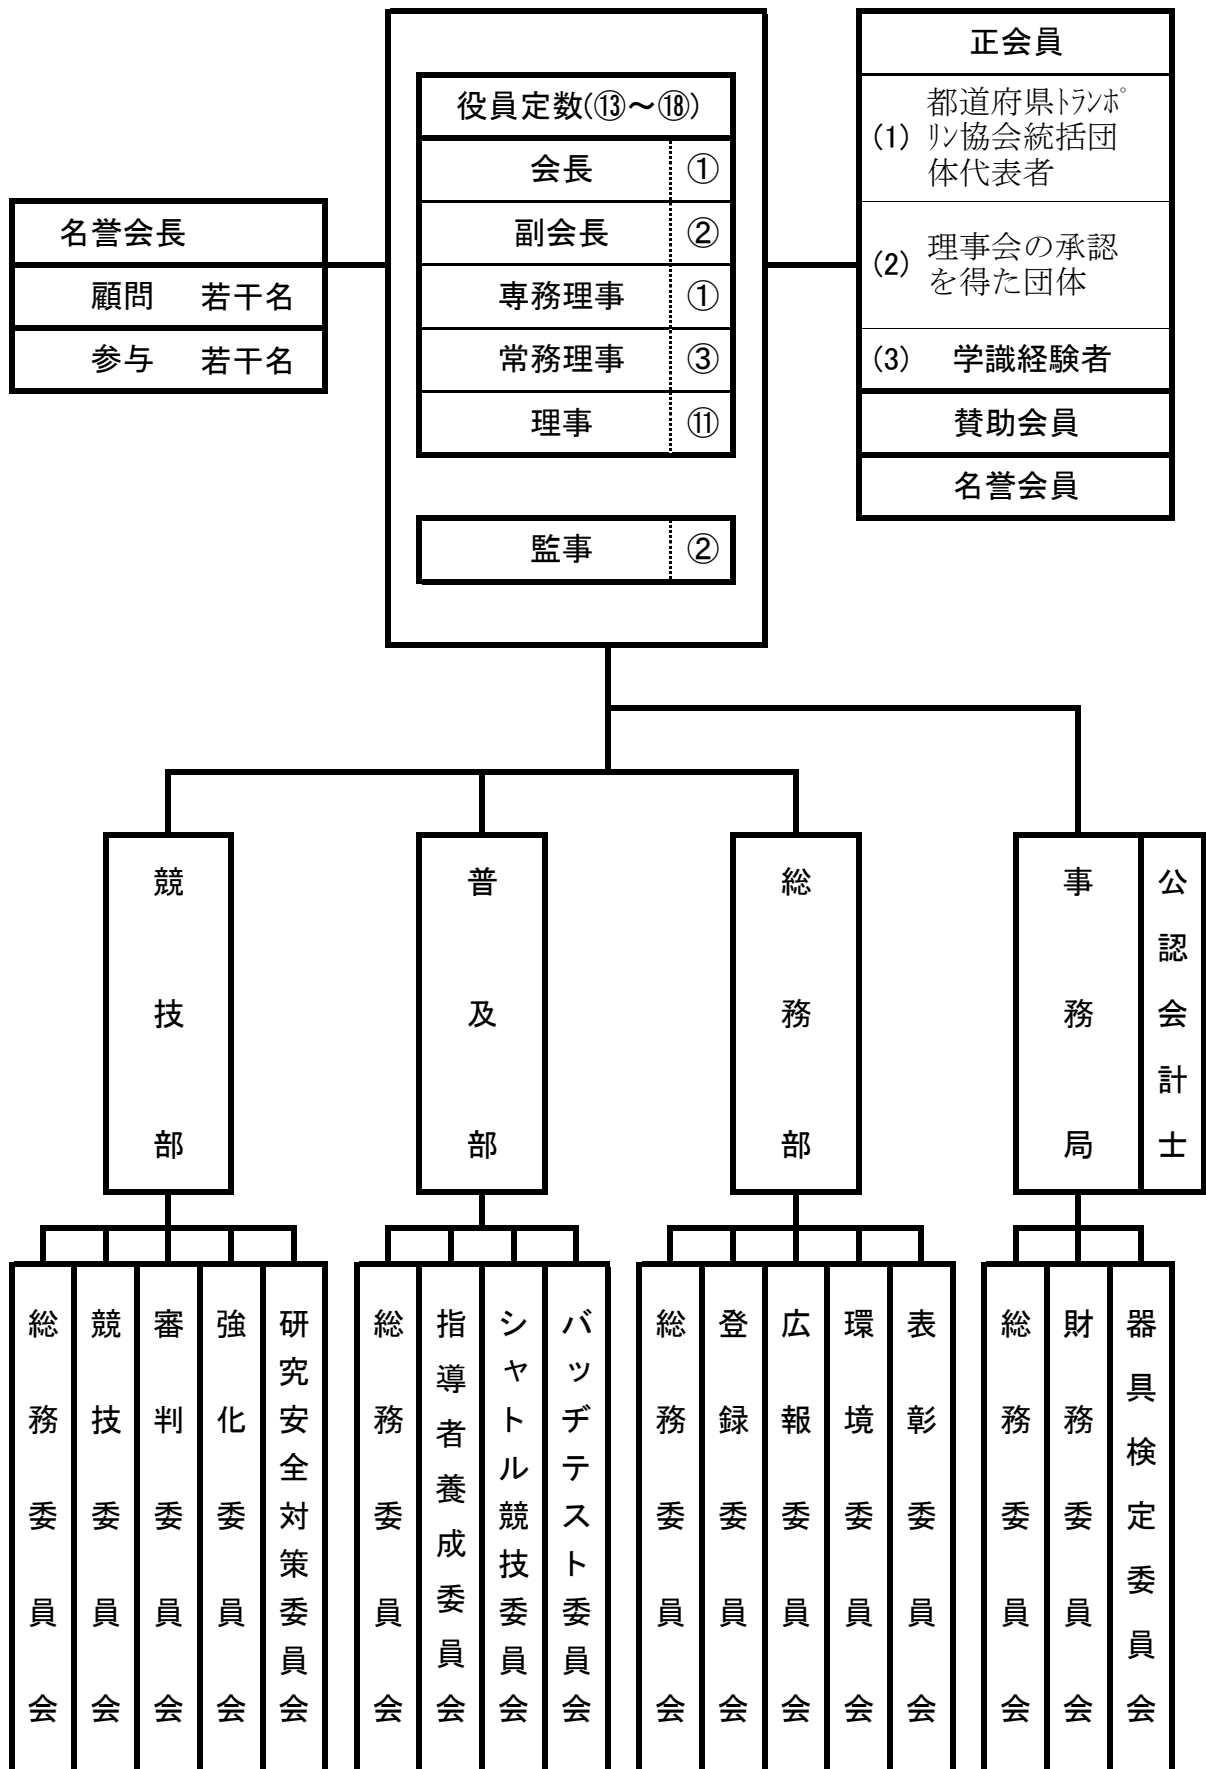 名誉会長
顧問 若干名
参与 若干名
役員定数(⑬～⑱)
会長 ①
副会長 ②
専務理事 ①
常務理事 ③
理事 ⑪
監事 ②
正会員
(1) 都道府県ﾄﾗﾝﾎﾟ
ﾘﾝ協会統括団
体代表者
(2) 理事会の承認
を得た団体
(3) 学識経験者
賛助会員
名誉会員
競技部
普及部
総務部
事務局
公認会計士
総務委員会
競技委員会
審判委員会
強化委員会
研究安全対策委員会
総務委員会
指導者養成委員会
シャトル競技委員会
バッヂテスト委員会
総務委員会
登録委員会
広報委員会
環境委員会
表彰委員会
総務委員会
財務委員会
器具検定委員会